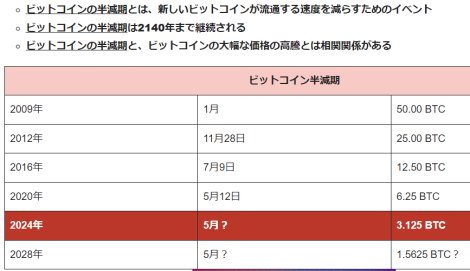 ビットコインの半減期とは、新しいビットコインが流通する速度を減らすためのイベント
ビットコインの半減期は2140年まで継続される
ビットコインの半減期と、ビットコインの大幅な価格の高騰とは相関関係がある
ビットコイン半減期
2009年 1月 50.00 BTC
2012年 11月28日 25.00 BTC
2016年 7月9日 12.50 BTC
2020年 5月12日 6.25 BTC
2024年 5月？ 3.125 BTC
2028年 5月？ 1.5625 BTC？